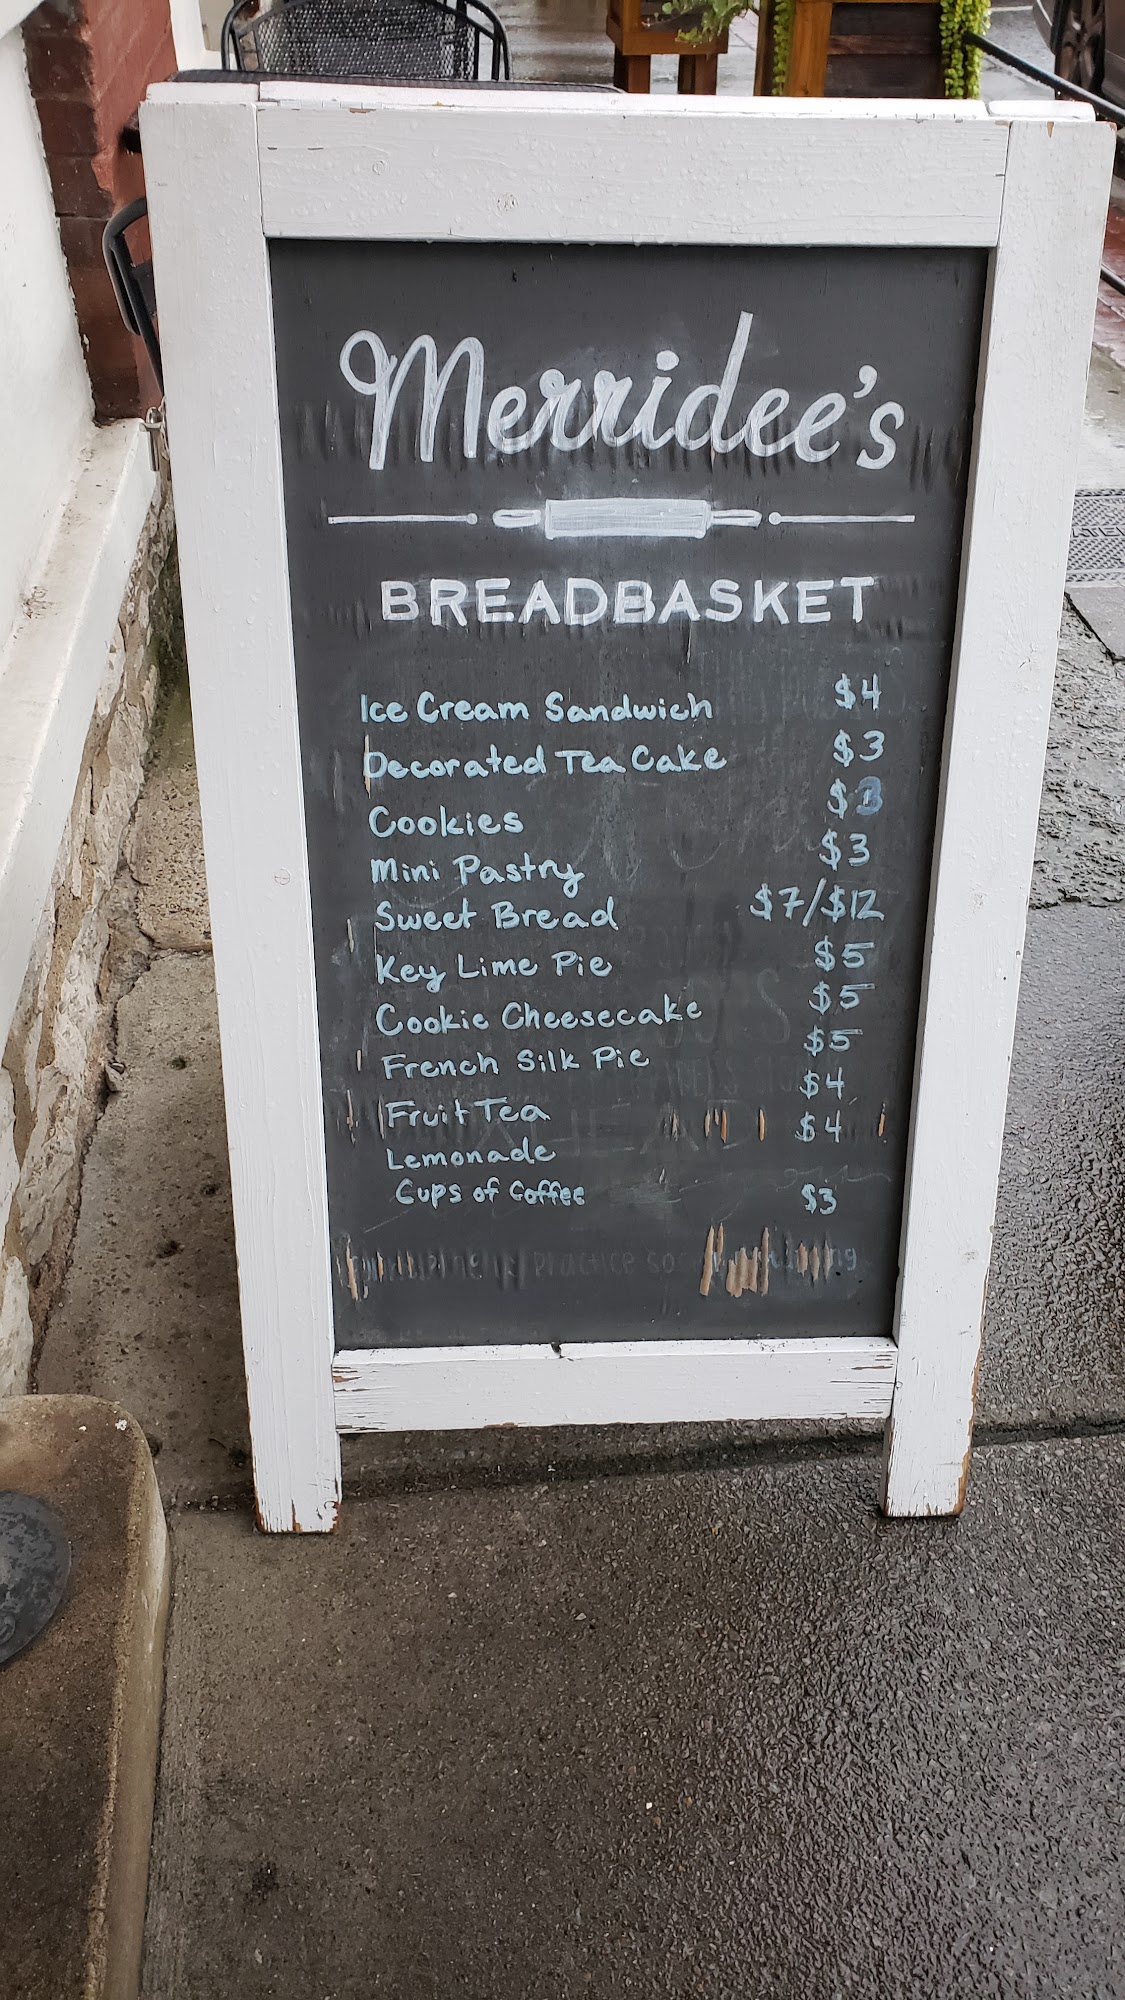 Merridee's
BREADBASKET
Ice Cream Sandwich $4
Decorated Tea Cake $3
Cookies $
Mini Pastry $3
Sweet Bread $7/$12
Key Lime Pie $5
Cookie Cheesecake $5
French Silk Pie $5
Fruit Tea $4
Lemonade $4
Cups of Coffee $3
practice